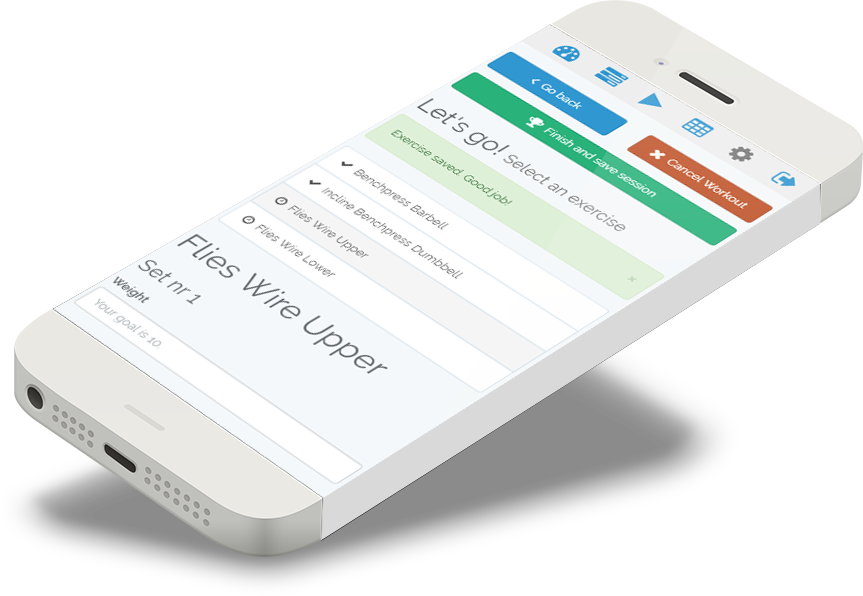 Go back
Cancel Workout
Finish and save session
Let's go! Select an exercise
Exercise saved. Good job!
×
Benchpress Barbell
Incline Benchpress Dumbbell
Flies Wire Upper
Flies Wire Lower
Flies Wire Upper
Set nr 1
Weight
Your goal is 10.